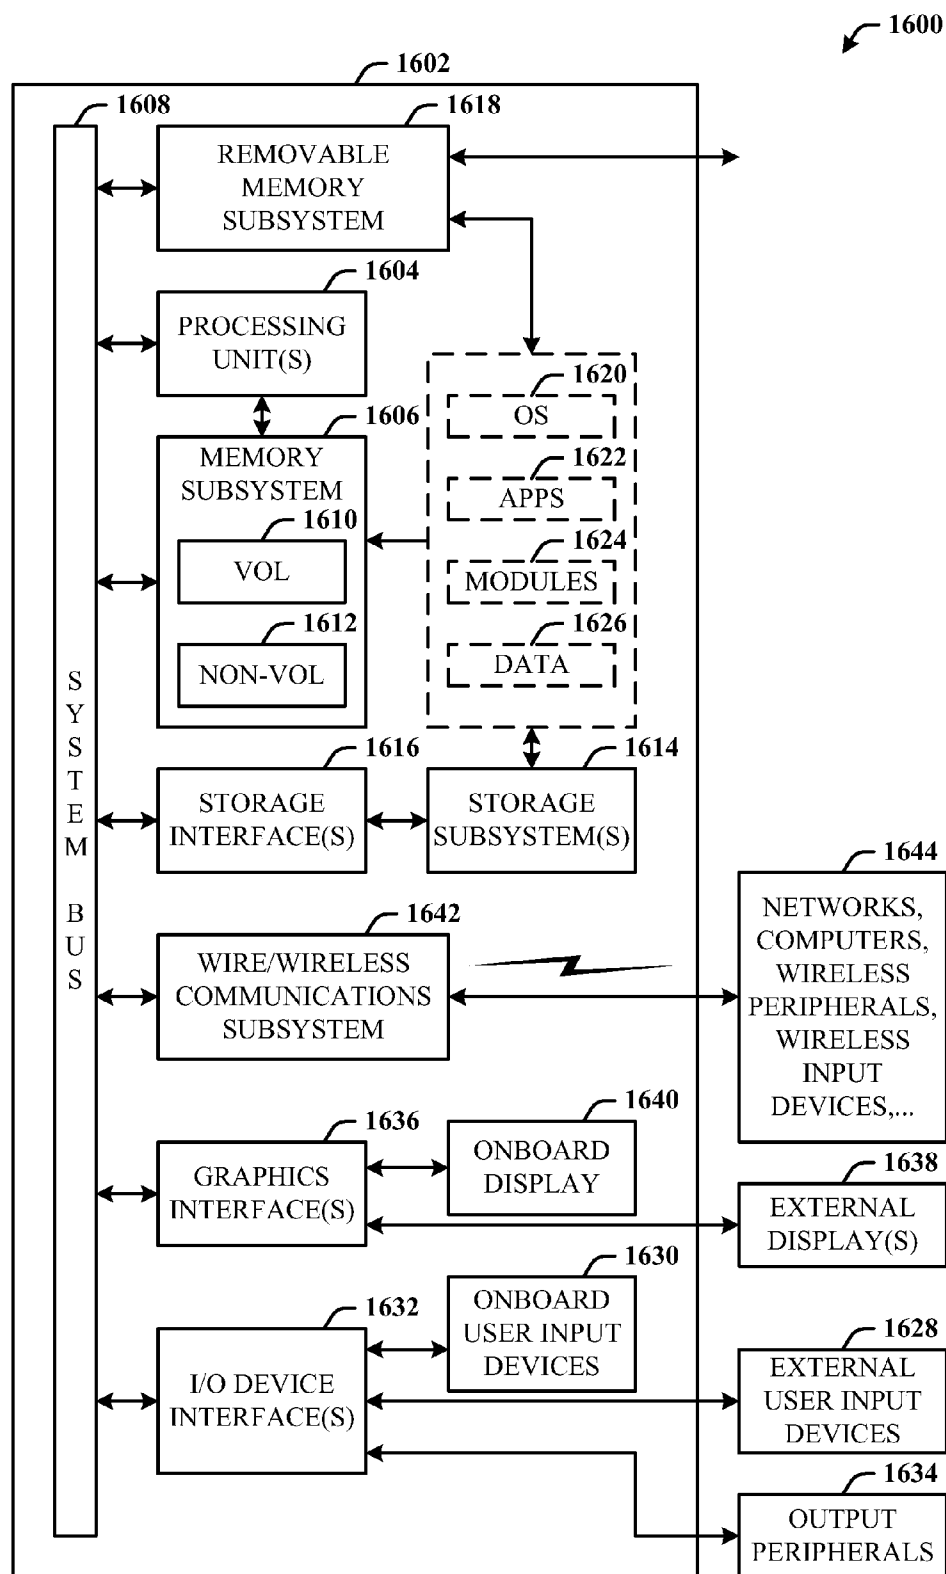 1600
1602
1608
1618
REMOVABLE
MEMORY
SUBSYSTEM
1604
PROCESSING
UNIT(S)
1606
MEMORY
SUBSYSTEM
1610
VOL
1612
NON-VOL
1620
OS
1622
APPS
1624
MODULES
1626
DATA
SYSTEM BUS
1616
STORAGE
INTERFACE(S)
1614
STORAGE
SUBSYSTEM(S)
1642
WIRE/WIRELESS
COMMUNICATIONS
SUBSYSTEM
1644
NETWORKS,
COMPUTERS,
WIRELESS
PERIPHERALS,
WIRELESS
INPUT
DEVICES,...
1636
GRAPHICS
INTERFACE(S)
1640
ONBOARD
DISPLAY
1638
EXTERNAL
DISPLAY(S)
1632
I/O DEVICE
INTERFACE(S)
1630
ONBOARD
USER INPUT
DEVICES
1628
EXTERNAL
USER INPUT
DEVICES
1634
OUTPUT
PERIPHERALS